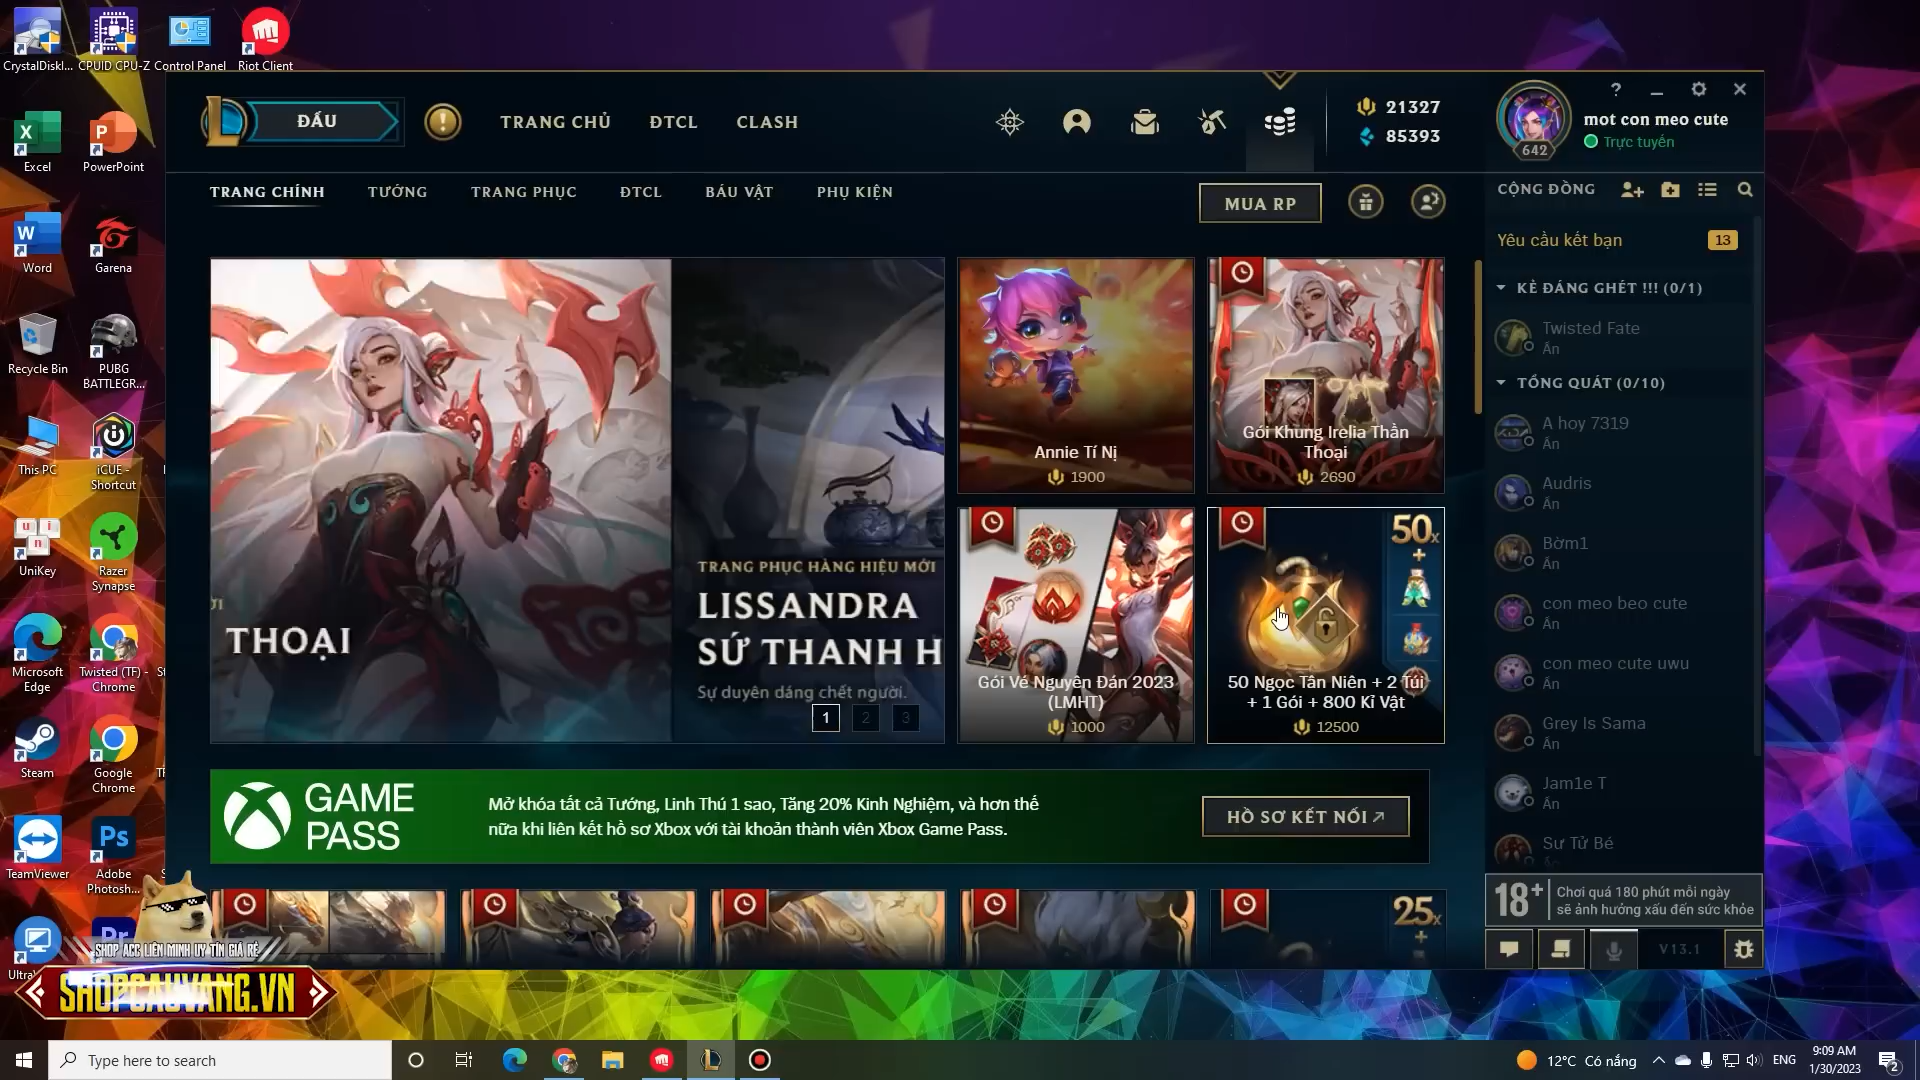 CrystalDiskI...
CPUID CPU-Z
Control Panel
Riot Client
Excel
PowerPoint
Word
Garena
Recycle Bin
PUBG
BATTLEGR...
This PC
iCUE -
Shortcut
UniKey
Razer
Synapse
Microsoft
Edge
Twisted (TF) -
Chrome
Steam
Google
Chrome
TeamViewer
Adobe
Photosh...
ĐẤU
TRANG CHỦ
ĐTCL
CLASH
21327
85393
642
mot con meo cute
Trực tuyến
TRANG CHÍNH
TƯỚNG
TRANG PHỤC
ĐTCL
BÁU VẬT
PHỤ KIỆN
MUA RP
THOẠI
TRANG PHỤC HÀNG HIỆU MỚI
LISSANDRA
SỨ THANH H
Sự duyên dáng chết người.
1 2 3
Annie Tí Nị
1900
Gói Khung Irelia Thần
Thoại
2690
Gói Vé Nguyên Đán 2023
(LMHT)
1000
50x
+
50 Ngọc Tân Niên + 2 Túi
+ 1 Gói + 800 Kỉ Vật
12500
GAME
PASS
Mở khóa tất cả Tướng, Linh Thú 1 sao, Tăng 20% Kinh Nghiệm, và hơn thế
nữa khi liên kết hồ sơ Xbox với tài khoản thành viên Xbox Game Pass.
HỒ SƠ KẾT NỐI
25x
+
CỘNG ĐỒNG
Yêu cầu kết bạn
13
KẺ ĐÁNG GHÉT !!! (0/1)
Twisted Fate
Ẩn
TỔNG QUÁT (0/10)
A hoy 7319
Ẩn
Audris
Ẩn
Bờm1
Ẩn
con meo beo cute
Ẩn
con meo cute uwu
Ẩn
Grey Is Sama
Ẩn
Jam1e T
Ẩn
Sư Tử Bé
18+
Chơi quá 180 phút mỗi ngày
sẽ ảnh hưởng xấu đến sức khỏe
V13.1
SHOP ACC LIÊN MINH UY TÍN GIÁ RẺ
SHOPCAUVANG.VN
Type here to search
12°C Có nắng
ENG
9:09 AM
1/30/2023
2